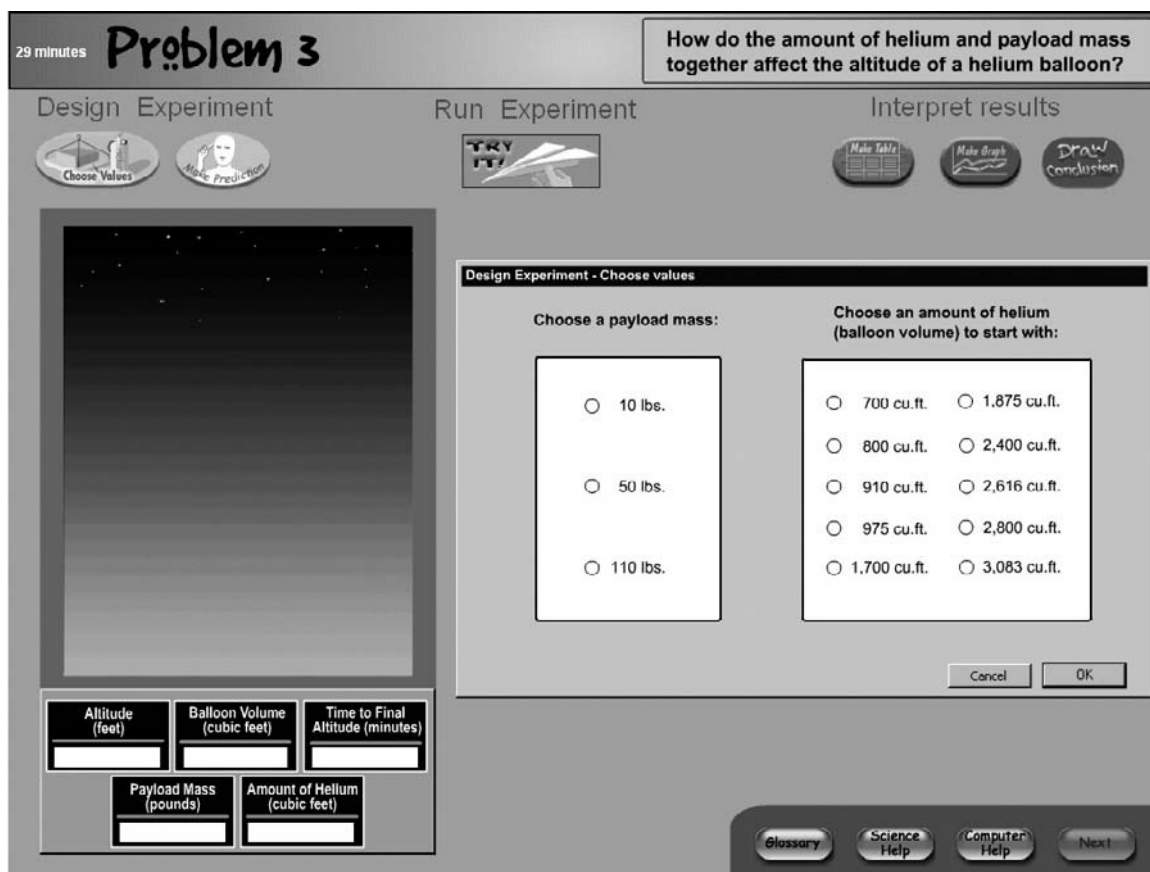 29 minutes
Problem 3
How do the amount of helium and payload mass
together affect the altitude of a helium balloon?
Design Experiment
Run Experiment
Interpret results
Choose Values
Make Prediction
TRY
IT!
Make Table
Make Graph
Draw
Conclusion
Design Experiment - Choose values
Choose a payload mass:
10 lbs.
50 lbs.
110 lbs.
Choose an amount of helium
(balloon volume) to start with:
700 cu.ft. 1,875 cu.ft.
800 cu.ft. 2,400 cu.ft.
910 cu.ft. 2,616 cu.ft.
975 cu.ft. 2,800 cu.ft.
1,700 cu.ft. 3,083 cu.ft.
Cancel
OK
Altitude
(feet)
Balloon Volume
(cubic feet)
Time to Final
Altitude (minutes)
Payload Mass
(pounds)
Amount of Helium
(cubic feet)
Glossary
Science
Help
Computer
Help
Next